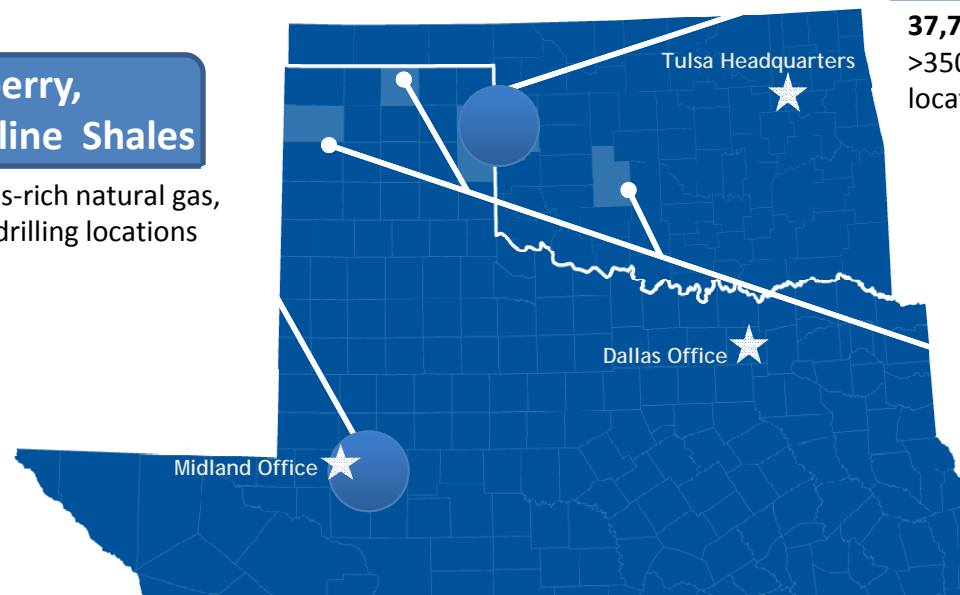 37,7
>350
locat
Tulsa Headquarters
erry,
line Shales
s-rich natural gas,
drilling locations
Dallas Office
Midland Office